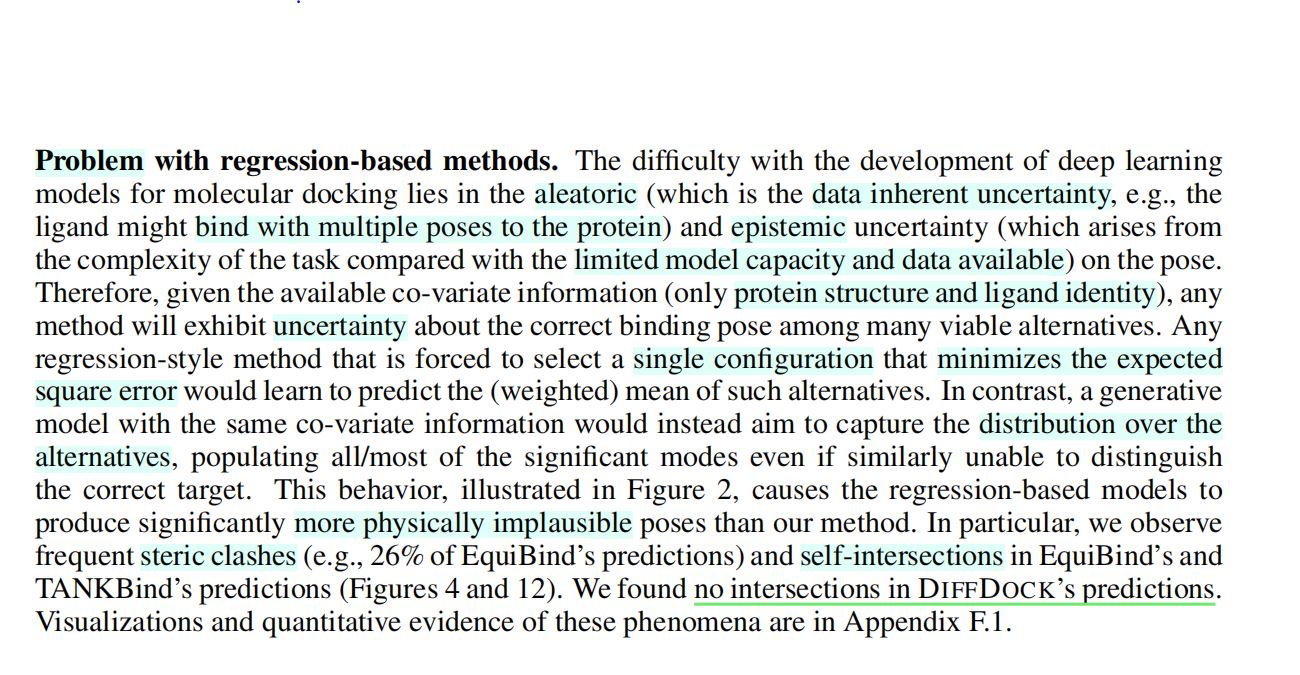 Problem with regression-based methods. The difficulty with the development of deep learning
models for molecular docking lies in the aleatoric (which is the data inherent uncertainty, e.g., the
ligand might bind with multiple poses to the protein) and epistemic uncertainty (which arises from
the complexity of the task compared with the limited model capacity and data available) on the pose.
Therefore, given the available co-variate information (only protein structure and ligand identity), any
method will exhibit uncertainty about the correct binding pose among many viable alternatives. Any
regression-style method that is forced to select a single configuration that minimizes the expected
square error would learn to predict the (weighted) mean of such alternatives. In contrast, a generative
model with the same co-variate information would instead aim to capture the distribution over the
alternatives, populating all/most of the significant modes even if similarly unable to distinguish
the correct target. This behavior, illustrated in Figure 2, causes the regression-based models to
produce significantly more physically implausible poses than our method. In particular, we observe
frequent steric clashes (e.g., 26% of EquiBind's predictions) and self-intersections in EquiBind's and
TANKBind's predictions (Figures 4 and 12). We found no intersections in DIFFDOCK's predictions.
Visualizations and quantitative evidence of these phenomena are in Appendix F.1.